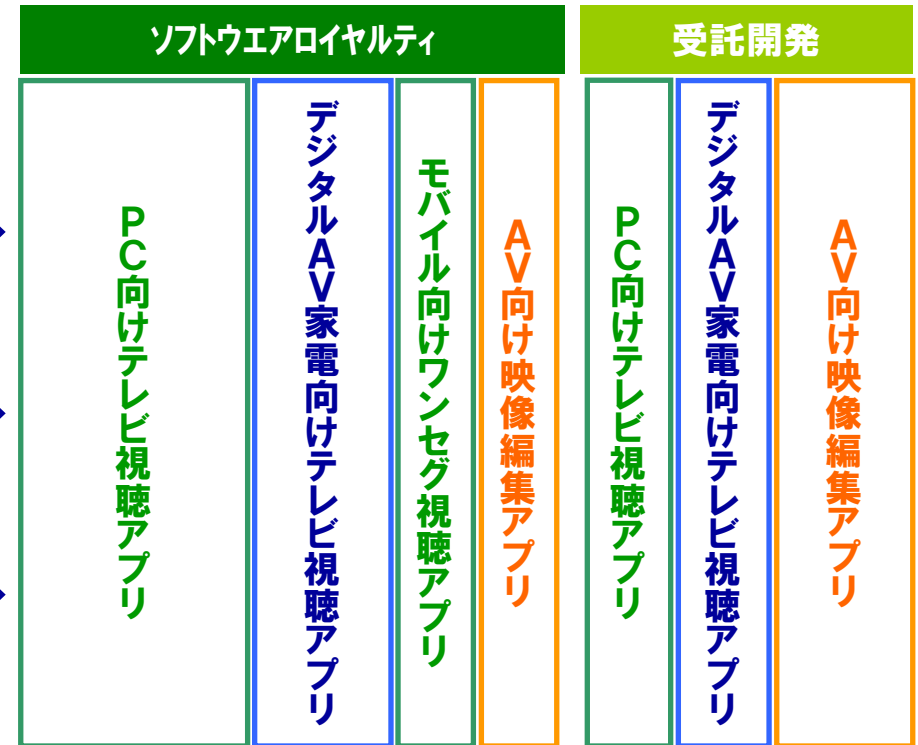 ソフトウエアロイヤルティ
受託開発
PC向けテレビ視聴アプリ
デジタルAV家電向けテレビ視聴アプリ
モバイル向けワンセグ視聴アプリ
AV向け映像編集アプリ
PC向けテレビ視聴アプリ
デジタルAV家電向けテレビ視聴アプリ
AV向け映像編集アプリ